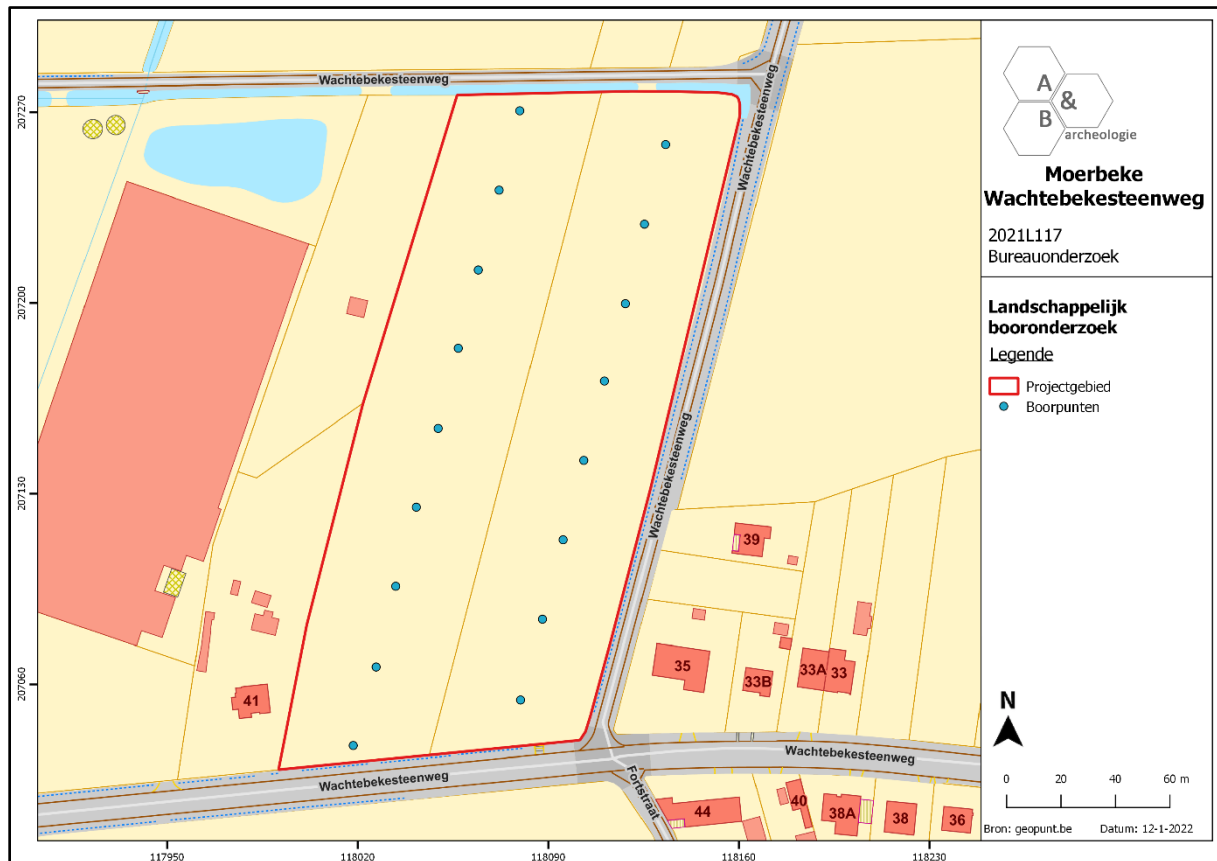 Wachtebekesteenweg
Wachtebekesteenweg
Wachtebekesteenweg
Wachtebekesteenweg
Wachtebekesteenweg
Wachtebekesteenweg
Fortstraat
39
35
33B
33A
33
41
44
40
38A
38
36
207270
207200
207130
207060
117950
118020
118090
118160
118230
A
&
B
archeologie
Moerbeke
Wachtebekesteenweg
2021L117
Bureauonderzoek
Landschappelijk
booronderzoek
Legende
Projectgebied
Boorpunten
N
0 20 40 60 m
Bron: geopunt.be Datum: 12-1-2022